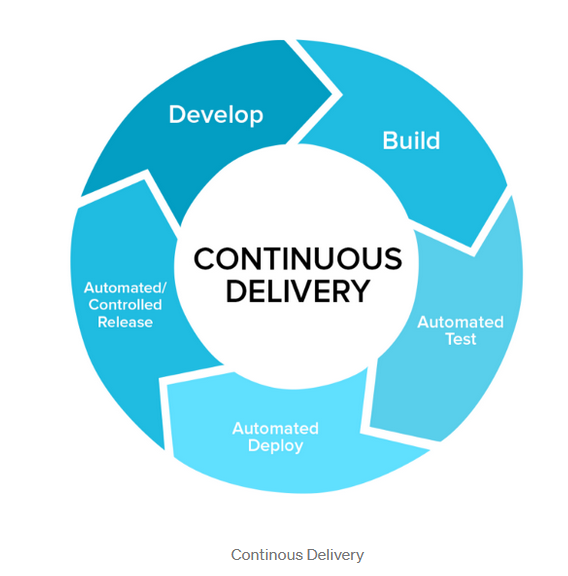 Develop
Build
CONTINUOUS
DELIVERY
Automated/
Controlled
Release
Automated
Test
Automated
Deploy
Continous Delivery